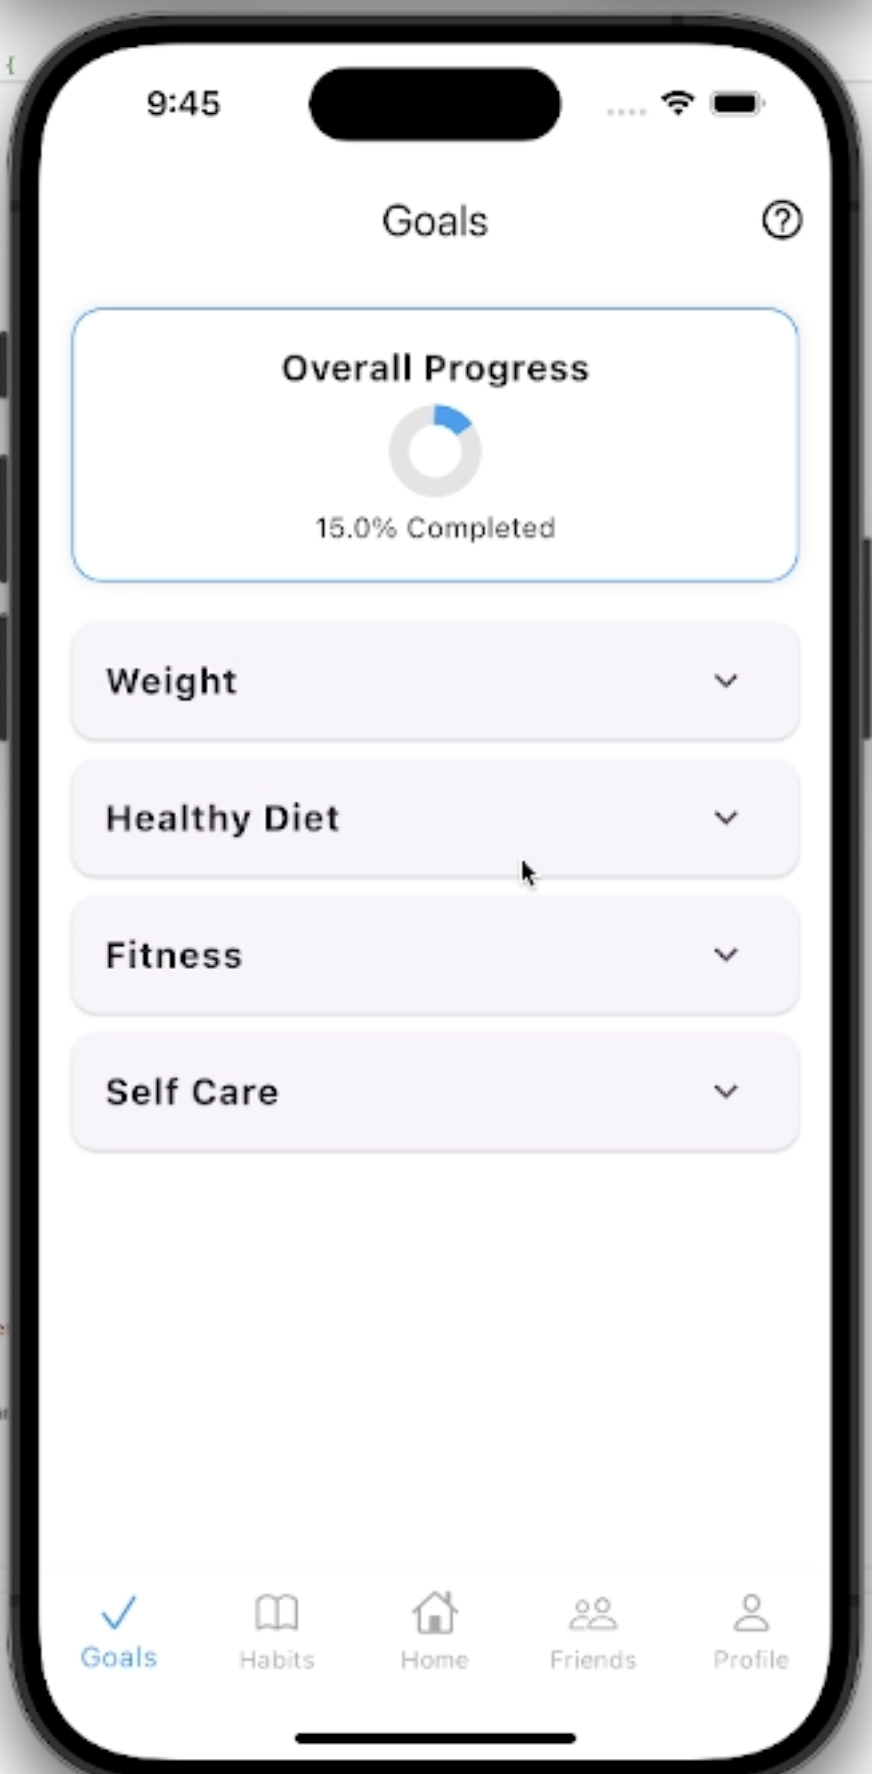 {
9:45
Goals
Overall Progress
15.0% Completed
Weight
Healthy Diet
Fitness
Self Care
Goals Habits Home Friends Profile